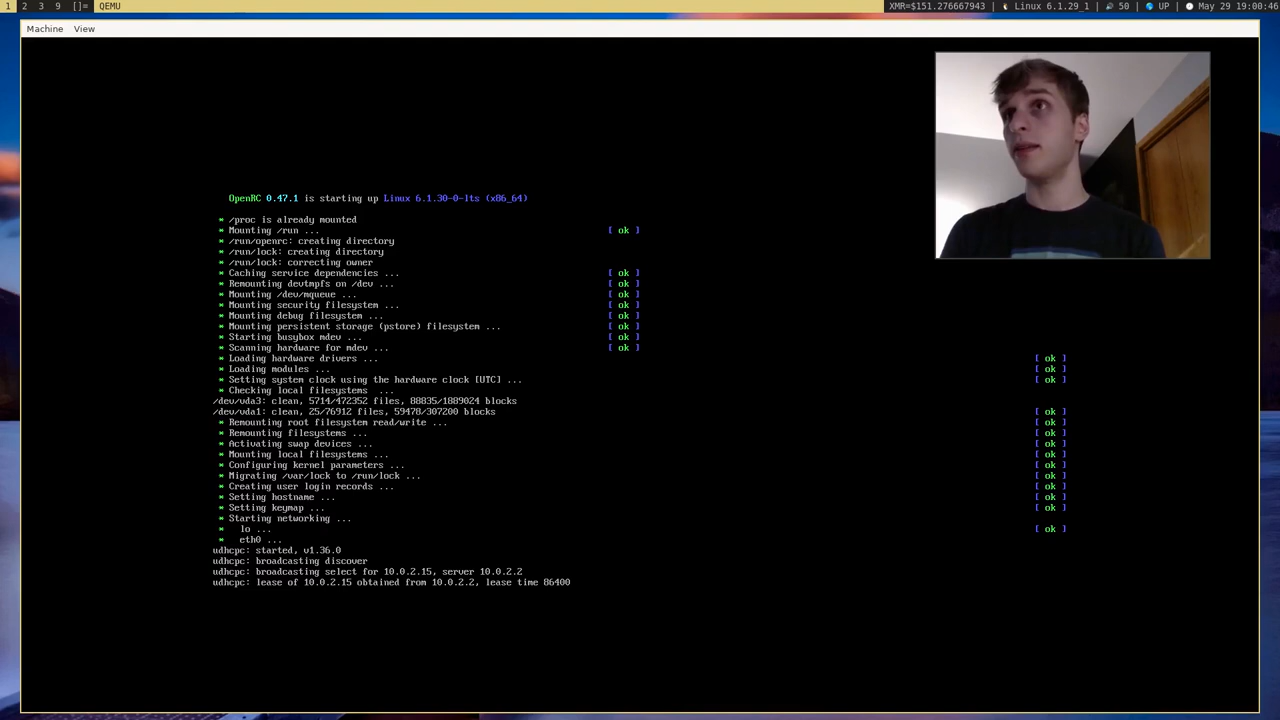 1 2 3 9 []= QEMU XMR=$151.276667943 | Linux 6.1.29_1 | 50 | UP | May 29 19:00:46
Machine View
OpenRC 0.47.1 is starting up Linux 6.1.30-0-lts (x86_64)
* /proc is already mounted
* Mounting /run ... [ ok ]
* /run/openrc: creating directory
* /run/lock: creating directory
* /run/lock: correcting owner
* Caching service dependencies ... [ ok ]
* Remounting devtmpfs on /dev ... [ ok ]
* Mounting /dev/mqueue ... [ ok ]
* Mounting security filesystem ... [ ok ]
* Mounting debug filesystem ... [ ok ]
* Mounting persistent storage (pstore) filesystem ... [ ok ]
* Starting busybox mdev ... [ ok ]
* Scanning hardware for mdev ... [ ok ]
* Loading hardware drivers ... [ ok ]
* Loading modules ... [ ok ]
* Setting system clock using the hardware clock [UTC] ... [ ok ]
* Checking local filesystems ...
/dev/vda3: clean, 5714/472352 files, 88835/1889024 blocks
/dev/vda1: clean, 25/76912 files, 59478/307200 blocks [ ok ]
* Remounting root filesystem read/write ... [ ok ]
* Remounting filesystems ... [ ok ]
* Activating swap devices ... [ ok ]
* Mounting local filesystems ... [ ok ]
* Configuring kernel parameters ... [ ok ]
* Migrating /var/lock to /run/lock ... [ ok ]
* Creating user login records ... [ ok ]
* Setting hostname ... [ ok ]
* Setting keymap ... [ ok ]
* Starting networking ...
* lo ... [ ok ]
* eth0 ...
udhcpc: started, v1.36.0
udhcpc: broadcasting discover
udhcpc: broadcasting select for 10.0.2.15, server 10.0.2.2
udhcpc: lease of 10.0.2.15 obtained from 10.0.2.2, lease time 86400